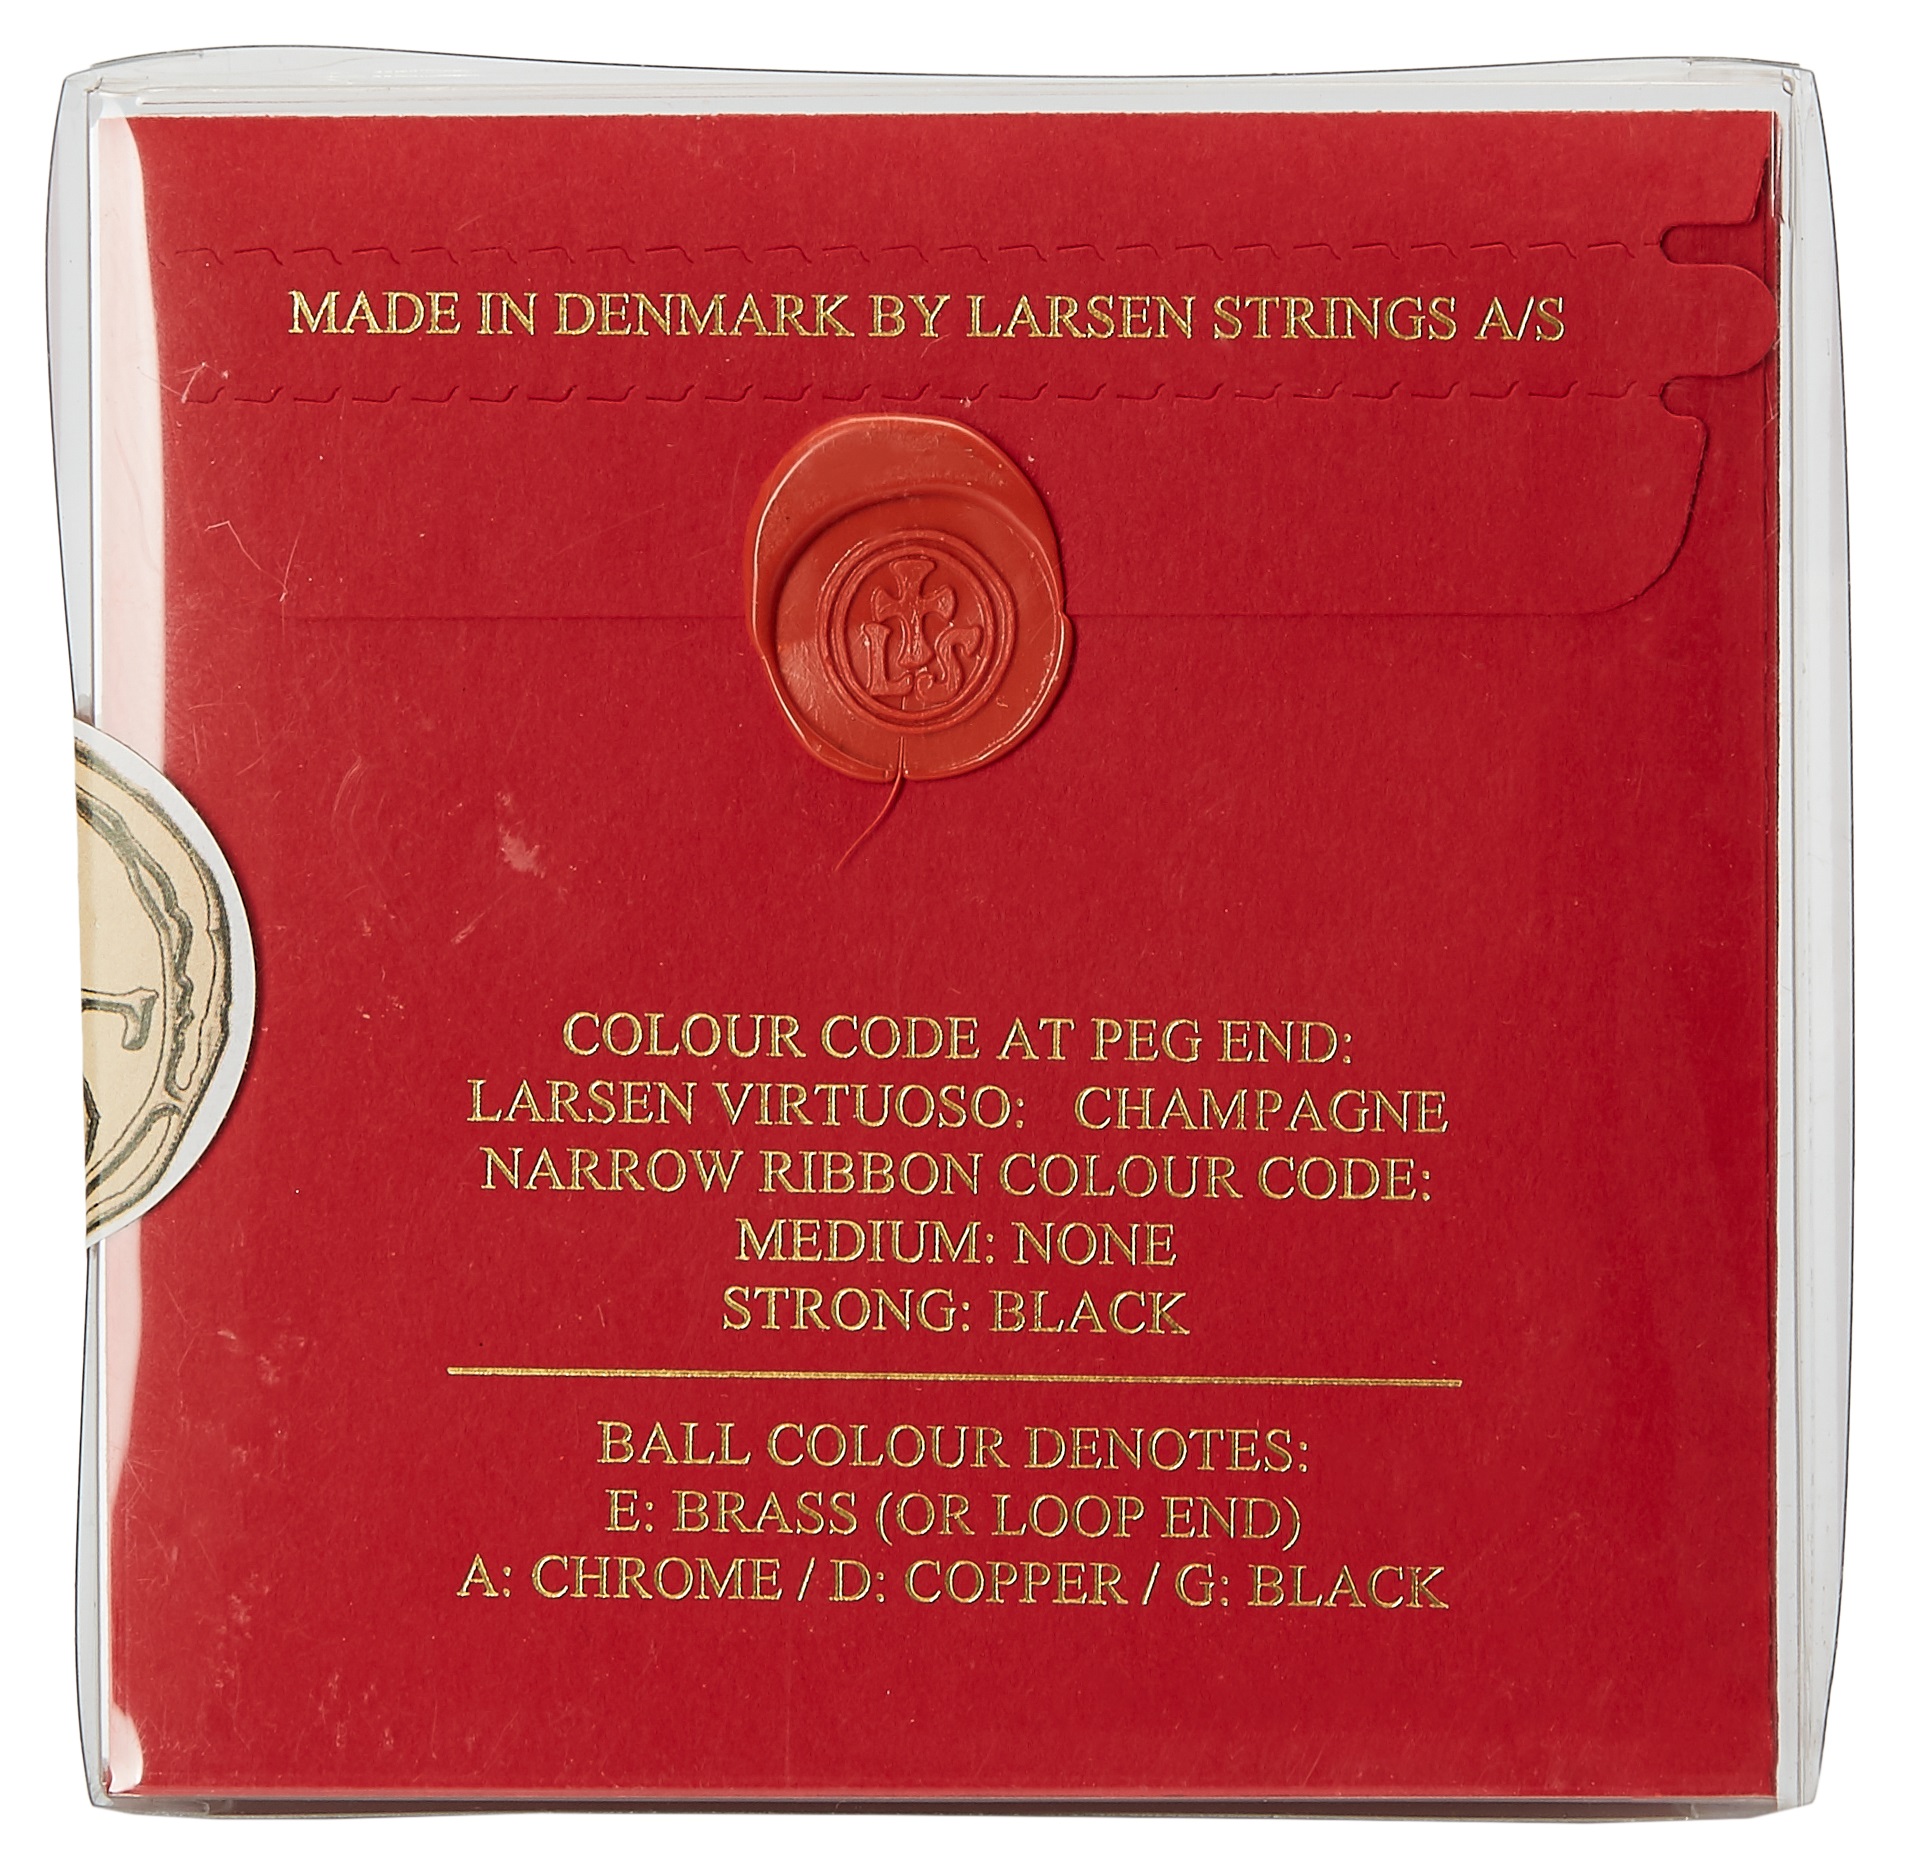 MADE IN DENMARK BY LARSEN STRINGS A/S
LS
COLOUR CODE AT PEG END:
LARSEN VIRTUOSO: CHAMPAGNE
NARROW RIBBON COLOUR CODE:
MEDIUM: NONE
STRONG: BLACK
BALL COLOUR DENOTES:
E: BRASS (OR LOOP END)
A: CHROME / D: COPPER / G: BLACK